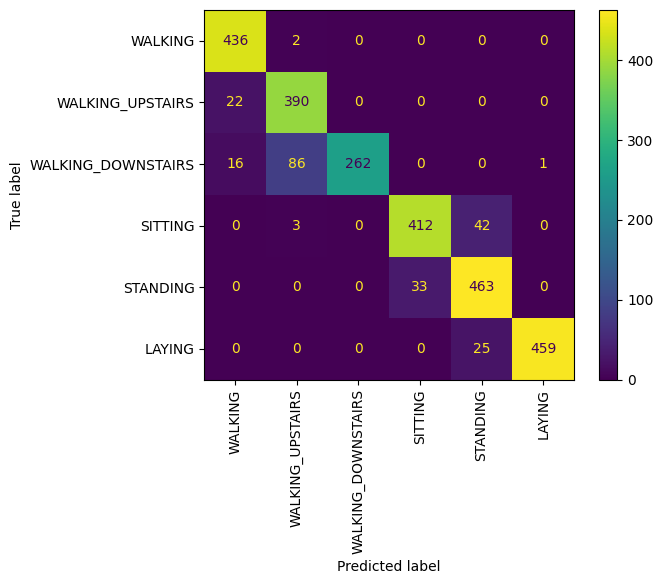 WALKING 436 2 0 0 0 0
WALKING_UPSTAIRS 22 390 0 0 0 0
WALKING_DOWNSTAIRS 16 86 262 0 0 1
SITTING 0 3 0 412 42 0
STANDING 0 0 0 33 463 0
LAYING 0 0 0 0 25 459
True label
WALKING
WALKING_UPSTAIRS
WALKING_DOWNSTAIRS
SITTING
STANDING
LAYING
Predicted label
400
300
200
100
0